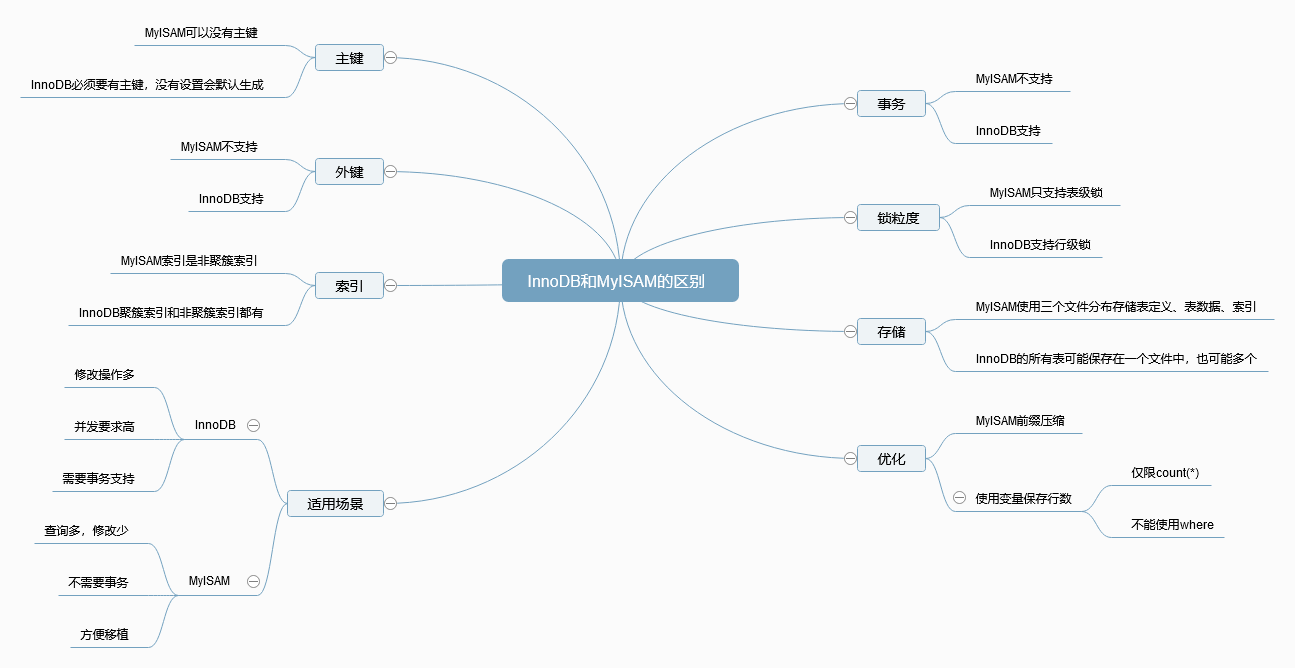 InnoDB和MyISAM的区别
主键
MyISAM可以没有主键
InnoDB必须要有主键，没有设置会默认生成
外键
MyISAM不支持
InnoDB支持
索引
MyISAM索引是非聚簇索引
InnoDB聚簇索引和非聚簇索引都有
适用场景
InnoDB
修改操作多
并发要求高
需要事务支持
MyISAM
查询多，修改少
不需要事务
方便移植
事务
MyISAM不支持
InnoDB支持
锁粒度
MyISAM只支持表级锁
InnoDB支持行级锁
存储
MyISAM使用三个文件分布存储表定义、表数据、索引
InnoDB的所有表可能保存在一个文件中，也可能多个
优化
MyISAM前缀压缩
使用变量保存行数
仅限count(*)
不能使用where